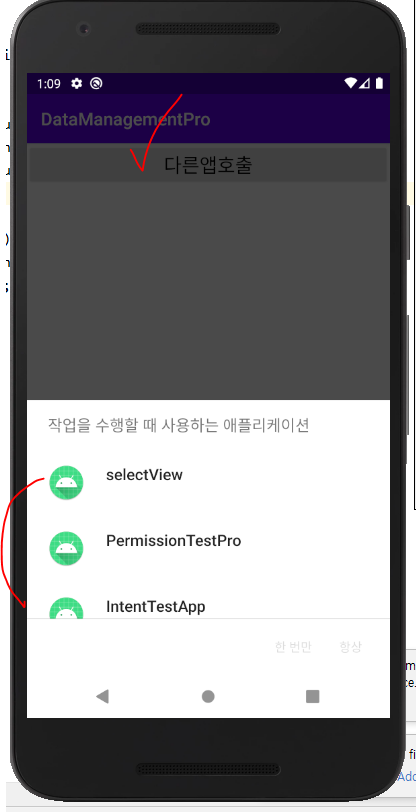 1:09
DataManagementPro
다른앱호출
작업을 수행할 때 사용하는 애플리케이션
selectView
PermissionTestPro
IntentTestApp
한 번만 항상